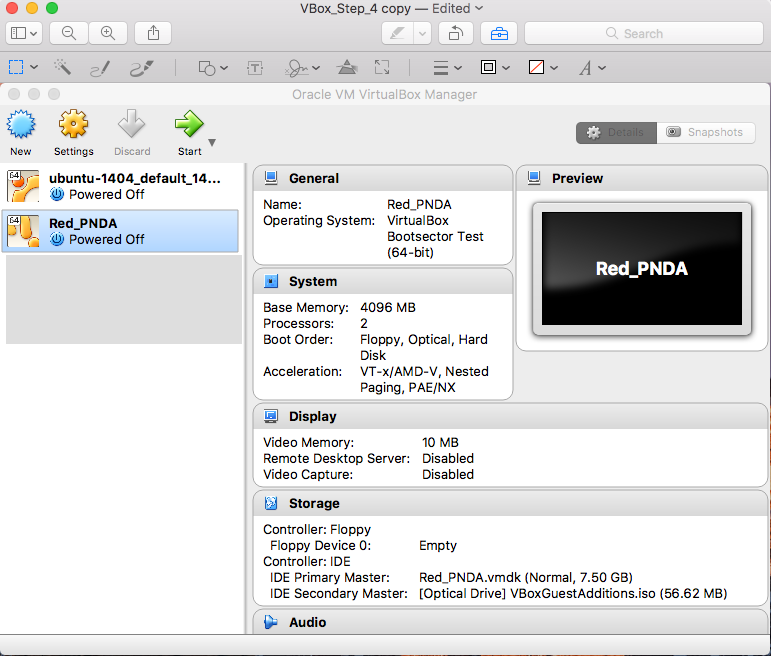 VBox_Step_4 copy — Edited
Search
Oracle VM VirtualBox Manager
New
Settings
Discard
Start
Details
Snapshots
64
ubuntu-1404_default_14...
Powered Off
64
Red_PNDA
Powered Off
General
Name: Red_PNDA
Operating System: VirtualBox
Bootsector Test
(64-bit)
Preview
Red_PNDA
System
Base Memory: 4096 MB
Processors: 2
Boot Order: Floppy, Optical, Hard
Disk
Acceleration: VT-x/AMD-V, Nested
Paging, PAE/NX
Display
Video Memory: 10 MB
Remote Desktop Server: Disabled
Video Capture: Disabled
Storage
Controller: Floppy
Floppy Device 0: Empty
Controller: IDE
IDE Primary Master: Red_PNDA.vmdk (Normal, 7.50 GB)
IDE Secondary Master: [Optical Drive] VBoxGuestAdditions.iso (56.62 MB)
Audio